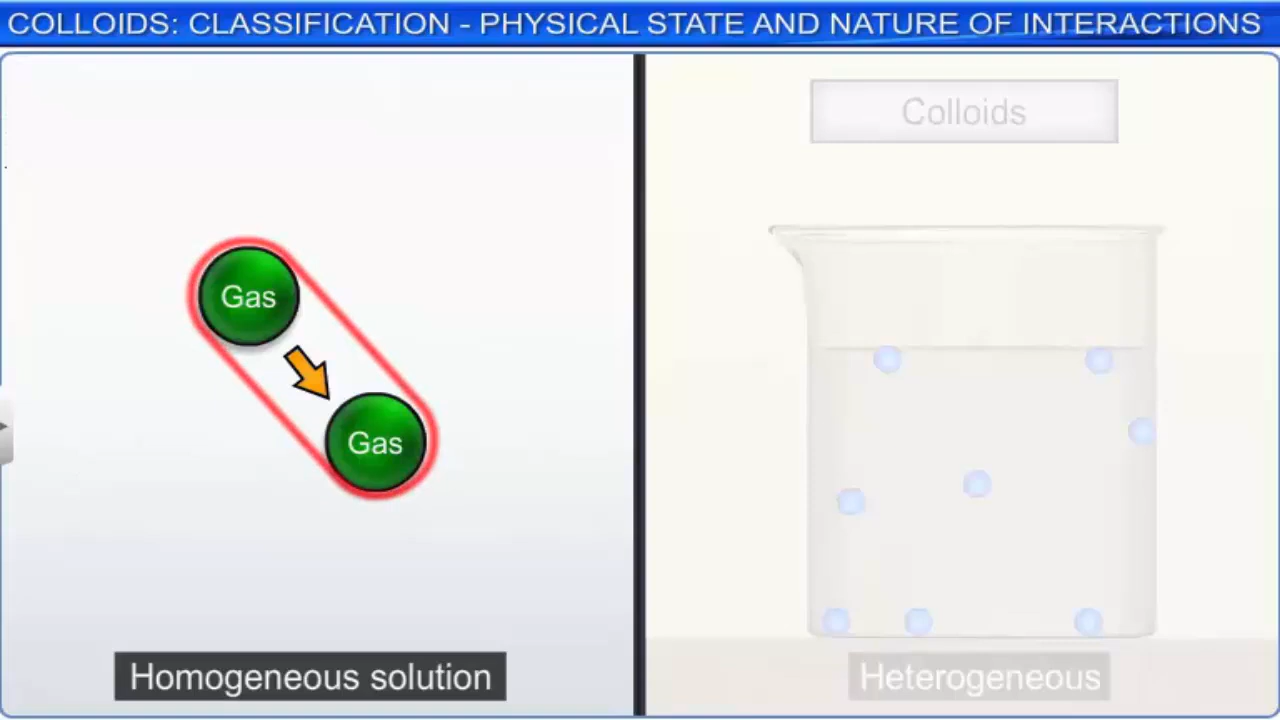 COLLOIDS: CLASSIFICATION - PHYSICAL STATE AND NATURE OF INTERACTIONS
Gas
Gas
Homogeneous solution
Colloids
Heterogeneous